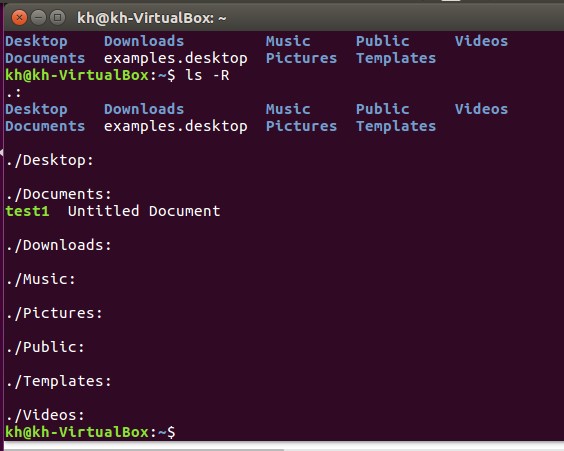 kh@kh-VirtualBox: ~
Desktop Downloads Music Public Videos
Documents examples.desktop Pictures Templates
kh@kh-VirtualBox:~$ ls -R
.:
Desktop Downloads Music Public Videos
Documents examples.desktop Pictures Templates
./Desktop:
./Documents:
test1 Untitled Document
./Downloads:
./Music:
./Pictures:
./Public:
./Templates:
./Videos:
kh@kh-VirtualBox:~$